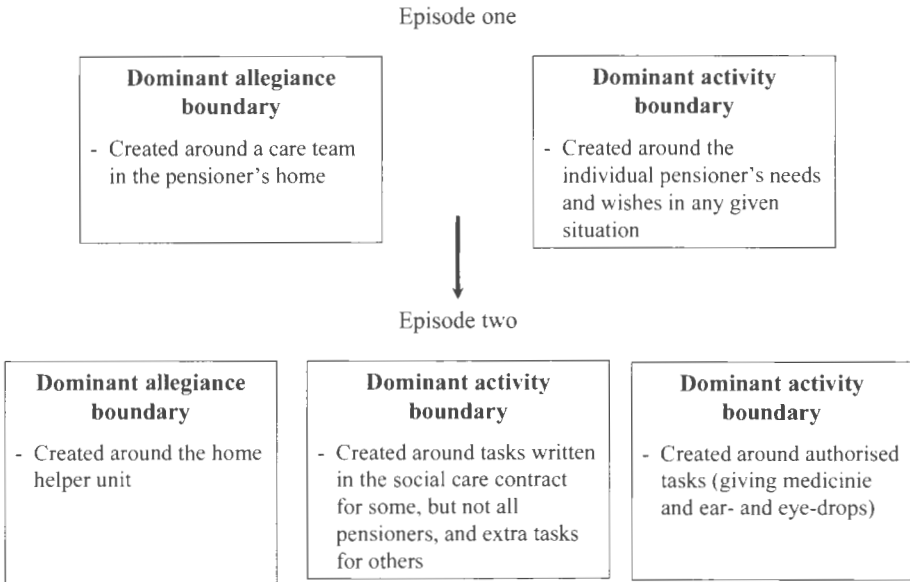 Episode one
Dominant allegiance
boundary
- Created around a care team
in the pensioner's home
Dominant activity
boundary
- Created around the
individual pensioner's needs
and wishes in any given
situation
Episode two
Dominant allegiance
boundary
- Created around the home
helper unit
Dominant activity
boundary
- Created around tasks written
in the social care contract
for some, but not all
pensioners, and extra tasks
for others
Dominant activity
boundary
- Created around authorised
tasks (giving medicinie
and ear- and eye-drops)